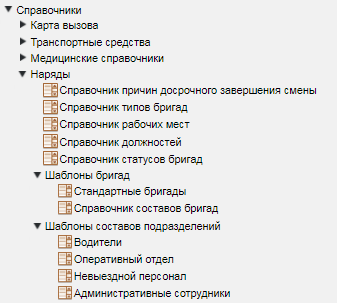 Справочники
Карта вызова
Транспортные средства
Медицинские справочники
Наряды
Справочник причин досрочного завершения смены
Справочник типов бригад
Справочник рабочих мест
Справочник должностей
Справочник статусов бригад
Шаблоны бригад
Стандартные бригады
Справочник составов бригад
Шаблоны составов подразделений
Водители
Оперативный отдел
Невыездной персонал
Административные сотрудники